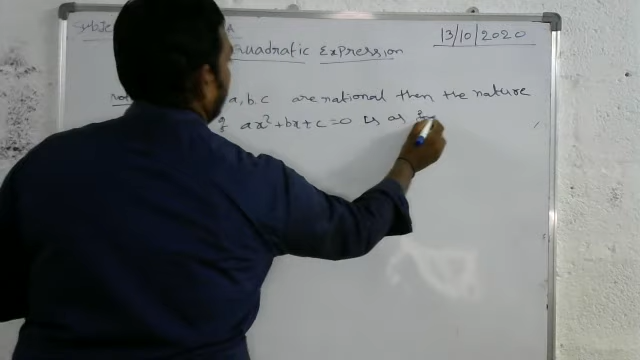 13/10/2020
Quadratic Expression
a, b, c are rational then the nature
ax² + bx + c = 0 is as